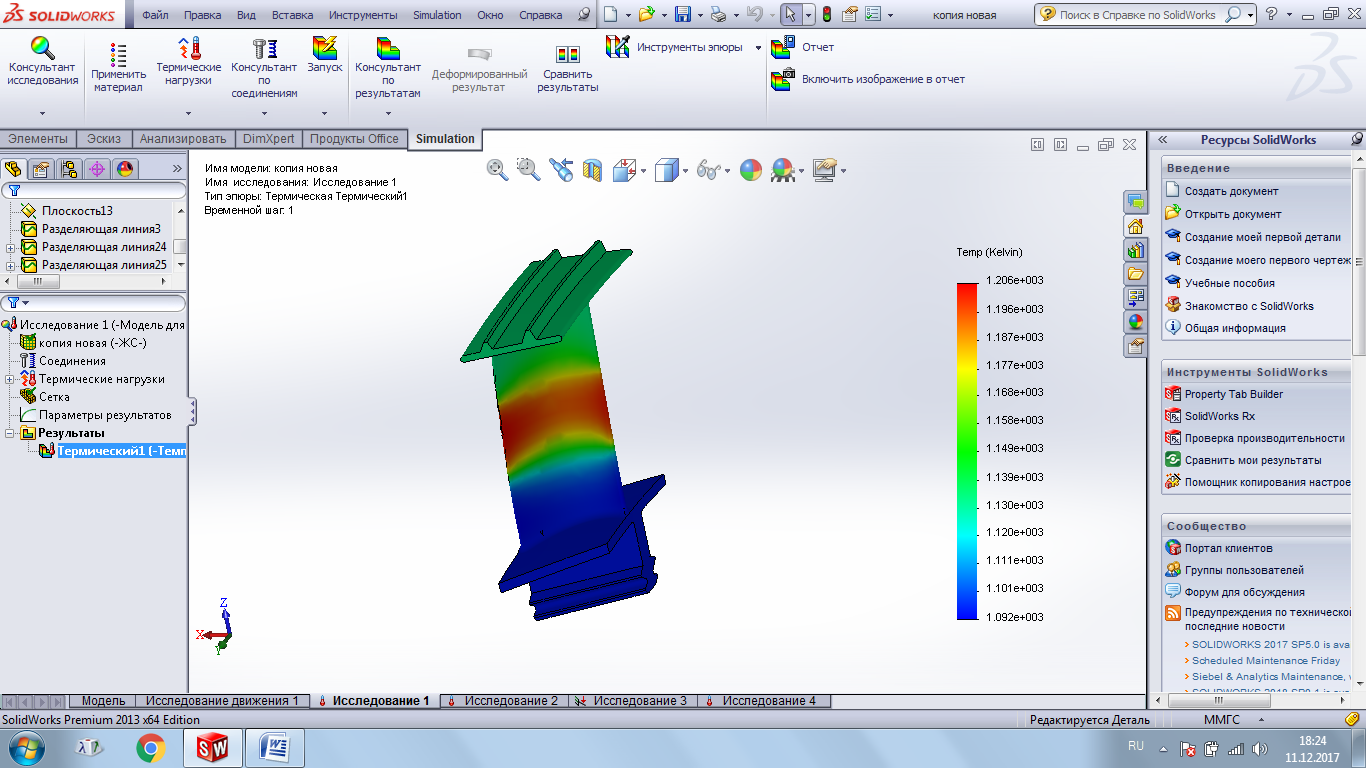 SOLIDWORKS
Файл Правка Вид Вставка Инструменты Simulation Окно Справка
копия новая
Поиск в Справке по SolidWorks
Консультант исследования
Применить материал
Термические нагрузки
Консультант по соединениям
Запуск
Консультант по результатам
Деформированный результат
Сравнить результаты
Инструменты эпюры
Отчет
Включить изображение в отчет
Элементы Эскиз Анализировать DimXpert Продукты Office Simulation
Плоскость13
Разделяющая линия3
Разделяющая линия24
Разделяющая линия25
Исследование 1 (-Модель для
копия новая (-ЖС-)
Соединения
Термические нагрузки
Сетка
Параметры результатов
Результаты
Термический1 (-Темп
Имя модели: копия новая
Имя исследования: Исследование 1
Тип эпюры: Термическая Термический1
Временной шаг: 1
Temp (Kelvin)
1.206e+003
1.196e+003
1.187e+003
1.177e+003
1.168e+003
1.158e+003
1.149e+003
1.139e+003
1.130e+003
1.120e+003
1.111e+003
1.101e+003
1.092e+003
Z
X
Y
Ресурсы SolidWorks
Введение
Создать документ
Открыть документ
Создание моей первой детали
Создание моего первого чертеж
Учебные пособия
Знакомство с SolidWorks
Общая информация
Инструменты SolidWorks
Property Tab Builder
SolidWorks Rx
Проверка производительности
Сравнить мои результаты
Помощник копирования настрое
Сообщество
Портал клиентов
Группы пользователей
Форум для обсуждения
Предупреждения по техническо
последние новости
SOLIDWORKS 2017 SP5.0 is ava
Scheduled Maintenance Friday
Siebel & Analytics Maintenance, v
Модель Исследование движения 1 Исследование 1 Исследование 2 Исследование 3 Исследование 4
SolidWorks Premium 2013 x64 Edition
Редактируется Деталь
ММГС
RU
18:24
11.12.2017